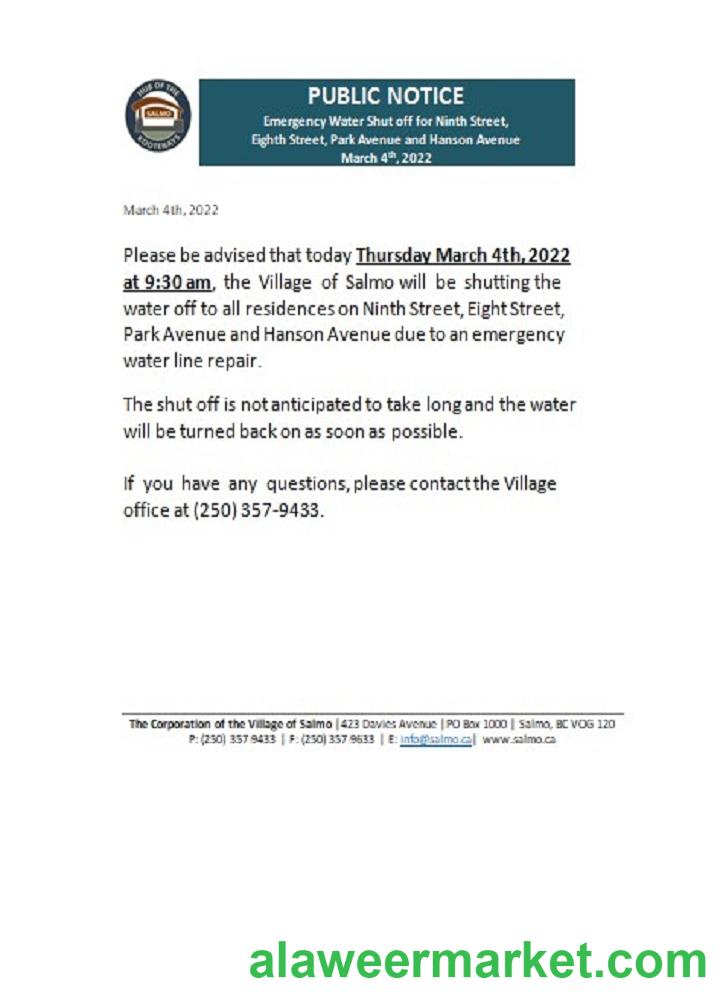 HUB OF THE
SALMO
FOOTEWAYS
PUBLIC NOTICE
Emergency Water Shut off for Ninth Street,
Eighth Street, Park Avenue and Hanson Avenue
March 4th, 2022
March 4th, 2022
Please be advised that today Thursday March 4th, 2022
at 9:30 am, the Village of Salmo will be shutting the
water off to all residences on Ninth Street, Eight Street,
Park Avenue and Hanson Avenue due to an emergency
water line repair.
The shut off is not anticipated to take long and the water
will be turned back on as soon as possible.
If you have any questions, please contact the Village
office at (250) 357-9433.
The Corporation of the Village of Salmo | 423 Davies Avenue | PO Box 1000 | Salmo, BC V0G 1Z0
P: (250) 357 9433 | F: (250) 357 9633 | E: info@salmo.ca| www.salmo.ca
alaweermarket.com